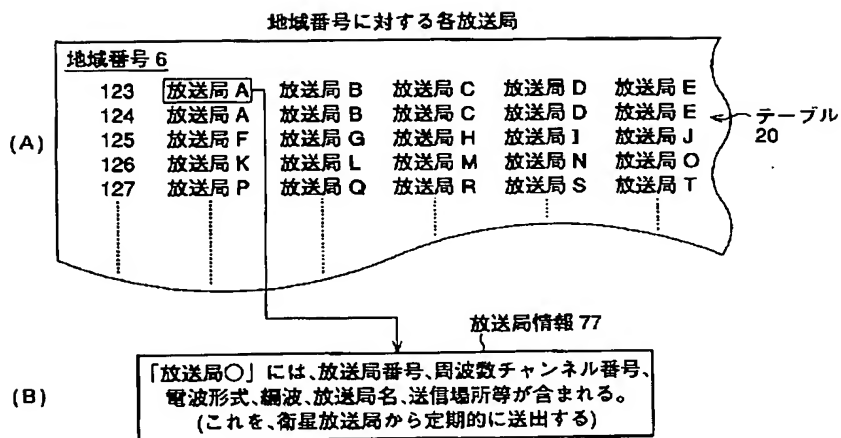 地域番号に対する各放送局
地域番号 6
123 放送局 A 放送局 B 放送局 C 放送局 D 放送局 E
124 放送局 A 放送局 B 放送局 C 放送局 D 放送局 E
(A) 125 放送局 F 放送局 G 放送局 H 放送局 I 放送局 J
126 放送局 K 放送局 L 放送局 M 放送局 N 放送局 O
127 放送局 P 放送局 Q 放送局 R 放送局 S 放送局 T
テーブル
20
放送局情報 77
(B)
「放送局〇」には、放送局番号、周波数チャンネル番号、
電波形式、偏波、放送局名、送信場所等が含まれる。
(これを、衛星放送局から定期的に送出する)